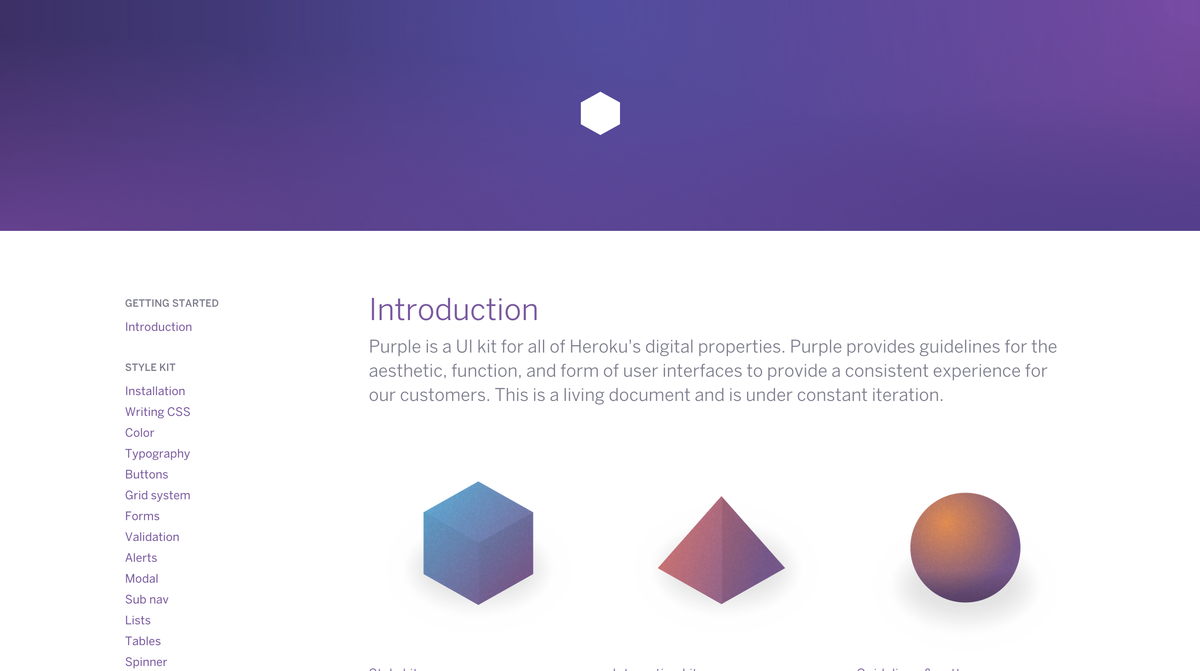 GETTING STARTED
Introduction
STYLE KIT
Installation
Writing CSS
Color
Typography
Buttons
Grid system
Forms
Validation
Alerts
Modal
Sub nav
Lists
Tables
Spinner
Introduction
Purple is a UI kit for all of Heroku's digital properties. Purple provides guidelines for the
aesthetic, function, and form of user interfaces to provide a consistent experience for
our customers. This is a living document and is under constant iteration.